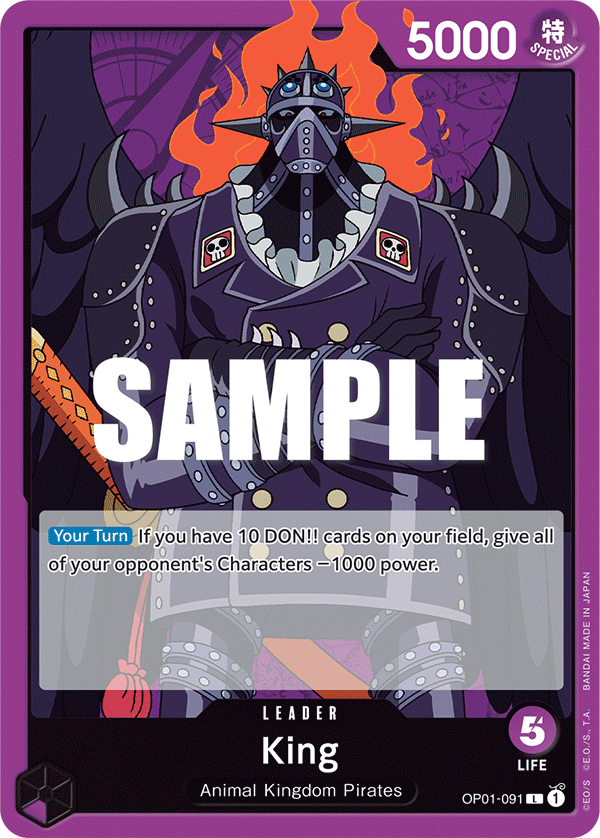 5000
特
SPECIAL
SAMPLE
Your Turn If you have 10 DON!! cards on your field, give all
of your opponent's Characters −1000 power.
LEADER
King
Animal Kingdom Pirates
5
LIFE
OP01-091 L 1
©E.O./S., T.A. BANDAI MADE IN JAPAN
©EO/S